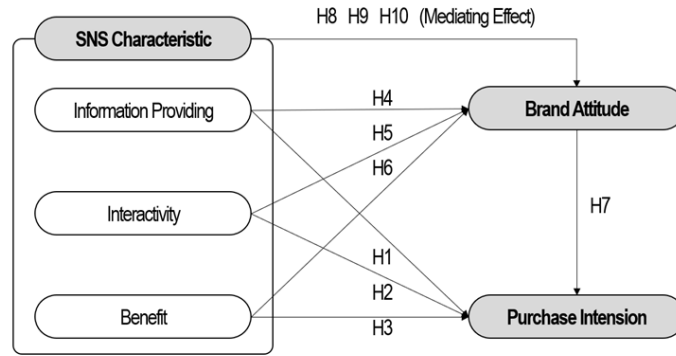 H8 H9 H10 (Mediating Effect)
SNS Characteristic
Information Providing
H4
Brand Attitude
H5
H6
Interactivity
H7
H1
H2
Benefit
H3
Purchase Intension